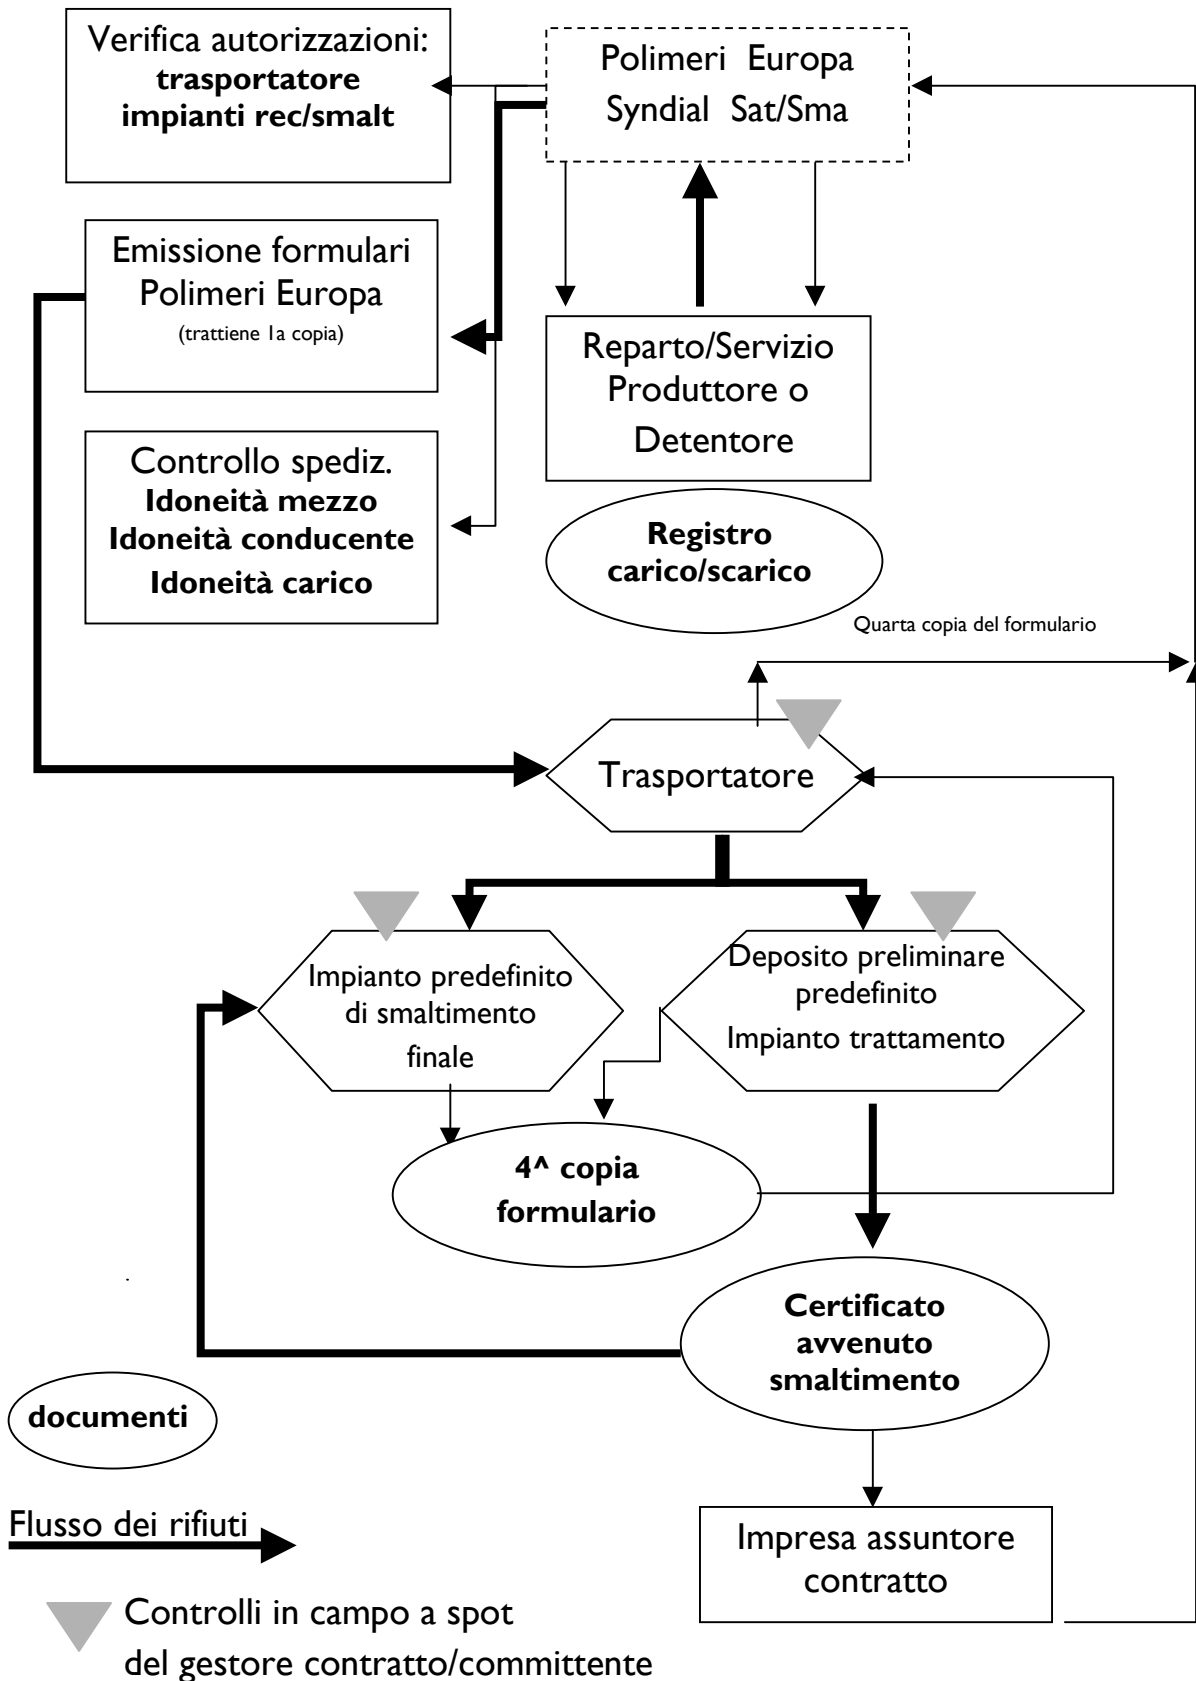 Verifica autorizzazioni:
trasportatore
impianti rec/smalt
Polimeri Europa
Syndial Sat/Sma
Emissione formulari
Polimeri Europa
(trattiene 1a copia)
Reparto/Servizio
Produttore o
Detentore
Controllo spediz.
Idoneità mezzo
Idoneità conducente
Idoneità carico
Registro
carico/scarico
Quarta copia del formulario
Trasportatore
Impianto predefinito
di smaltimento
finale
Deposito preliminare
predefinito
Impianto trattamento
4^ copia
formulario
Certificato
avvenuto
smaltimento
documenti
Flusso dei rifiuti
Impresa assuntore
contratto
Controlli in campo a spot
del gestore contratto/committente